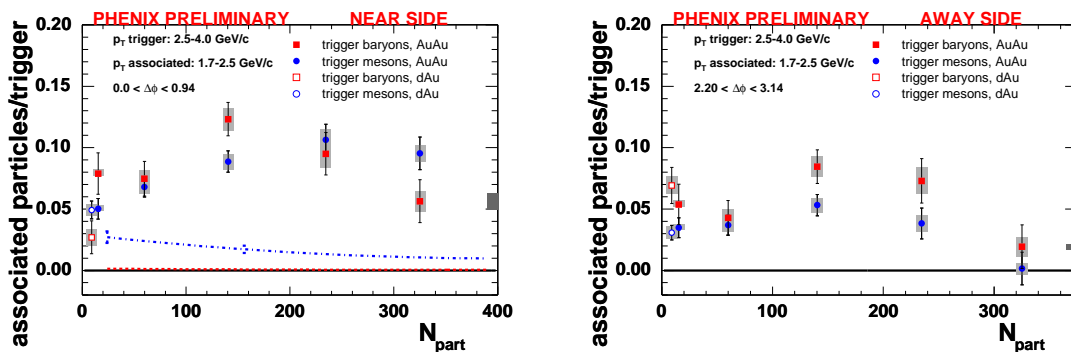 PHENIX PRELIMINARY NEAR SIDE
p_T trigger: 2.5-4.0 GeV/c
p_T associated: 1.7-2.5 GeV/c
0.0 < Δϕ < 0.94
trigger baryons, AuAu
trigger mesons, AuAu
trigger baryons, dAu
trigger mesons, dAu
associated particles/trigger
0.20
0.15
0.10
0.05
0.00
0 100 200 300 400
N_part
PHENIX PRELIMINARY AWAY SIDE
p_T trigger: 2.5-4.0 GeV/c
p_T associated: 1.7-2.5 GeV/c
2.20 < Δϕ < 3.14
trigger baryons, AuAu
trigger mesons, AuAu
trigger baryons, dAu
trigger mesons, dAu
associated particles/trigger
0.20
0.15
0.10
0.05
0.00
0 100 200 300
N_part